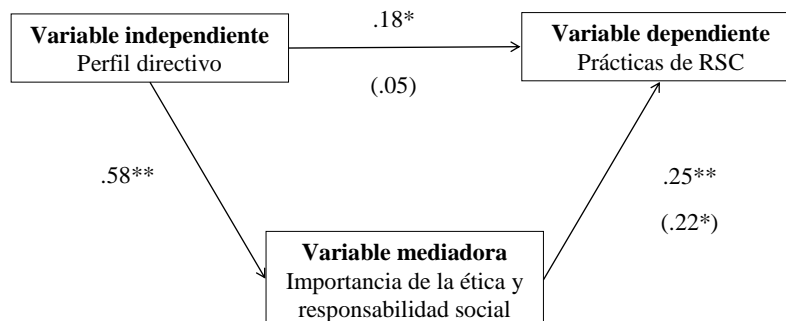 .18*
Variable independiente
Perfil directivo
Variable dependiente
Prácticas de RSC
(.05)
.58**
.25**
(.22*)
Variable mediadora
Importancia de la ética y
responsabilidad social